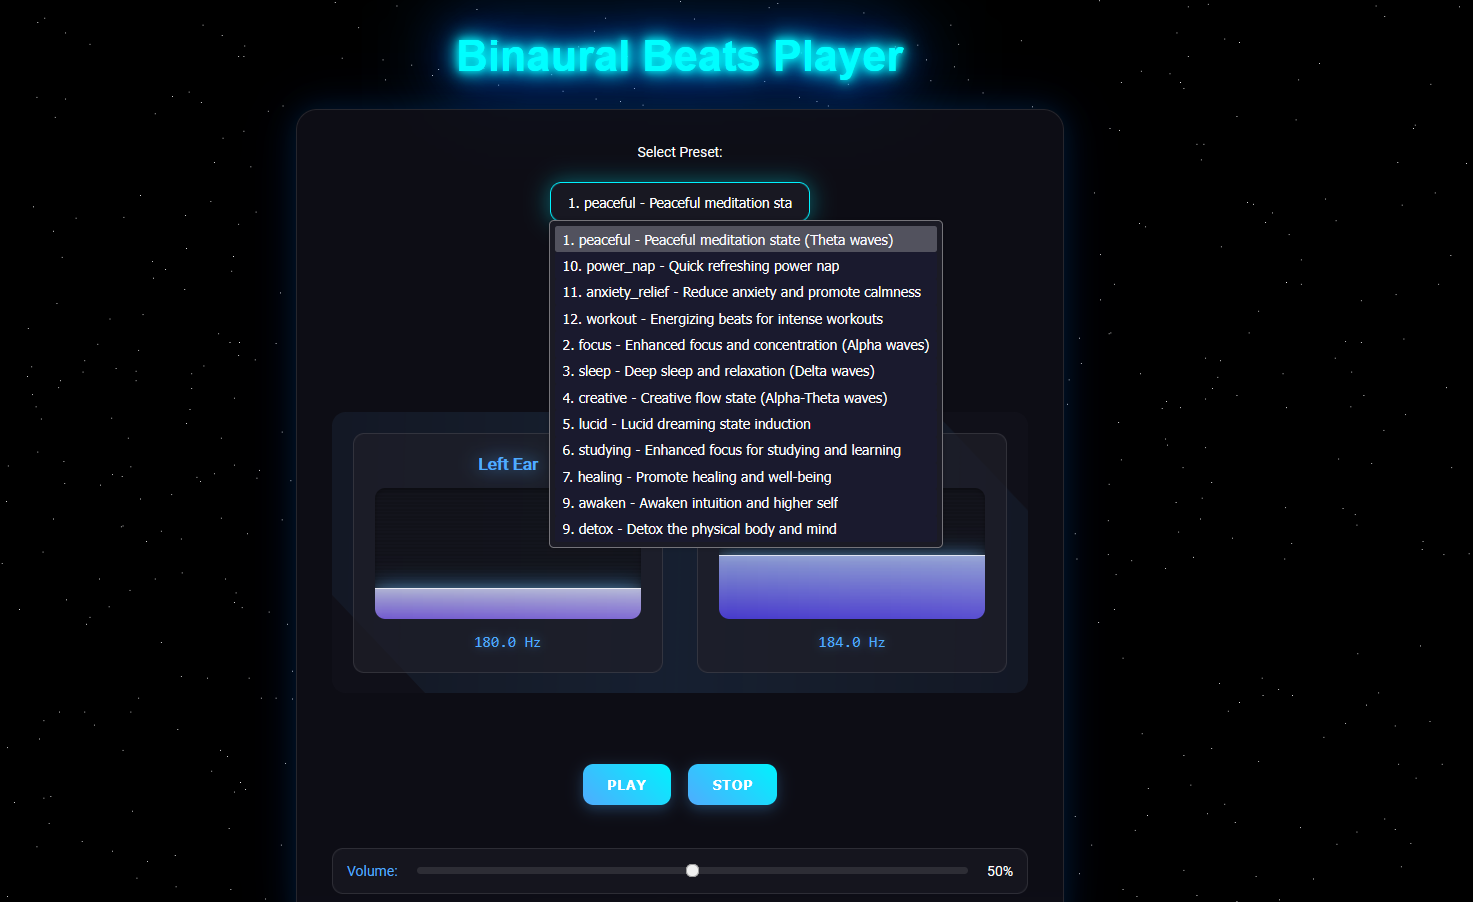 Binaural Beats Player
Select Preset:
1. peaceful - Peaceful meditation sta
1. peaceful - Peaceful meditation state (Theta waves)
10. power_nap - Quick refreshing power nap
11. anxiety_relief - Reduce anxiety and promote calmness
12. workout - Energizing beats for intense workouts
2. focus - Enhanced focus and concentration (Alpha waves)
3. sleep - Deep sleep and relaxation (Delta waves)
4. creative - Creative flow state (Alpha-Theta waves)
5. lucid - Lucid dreaming state induction
6. studying - Enhanced focus for studying and learning
7. healing - Promote healing and well-being
9. awaken - Awaken intuition and higher self
9. detox - Detox the physical body and mind
Left Ear
180.0 Hz
184.0 Hz
PLAY
STOP
Volume:
50%